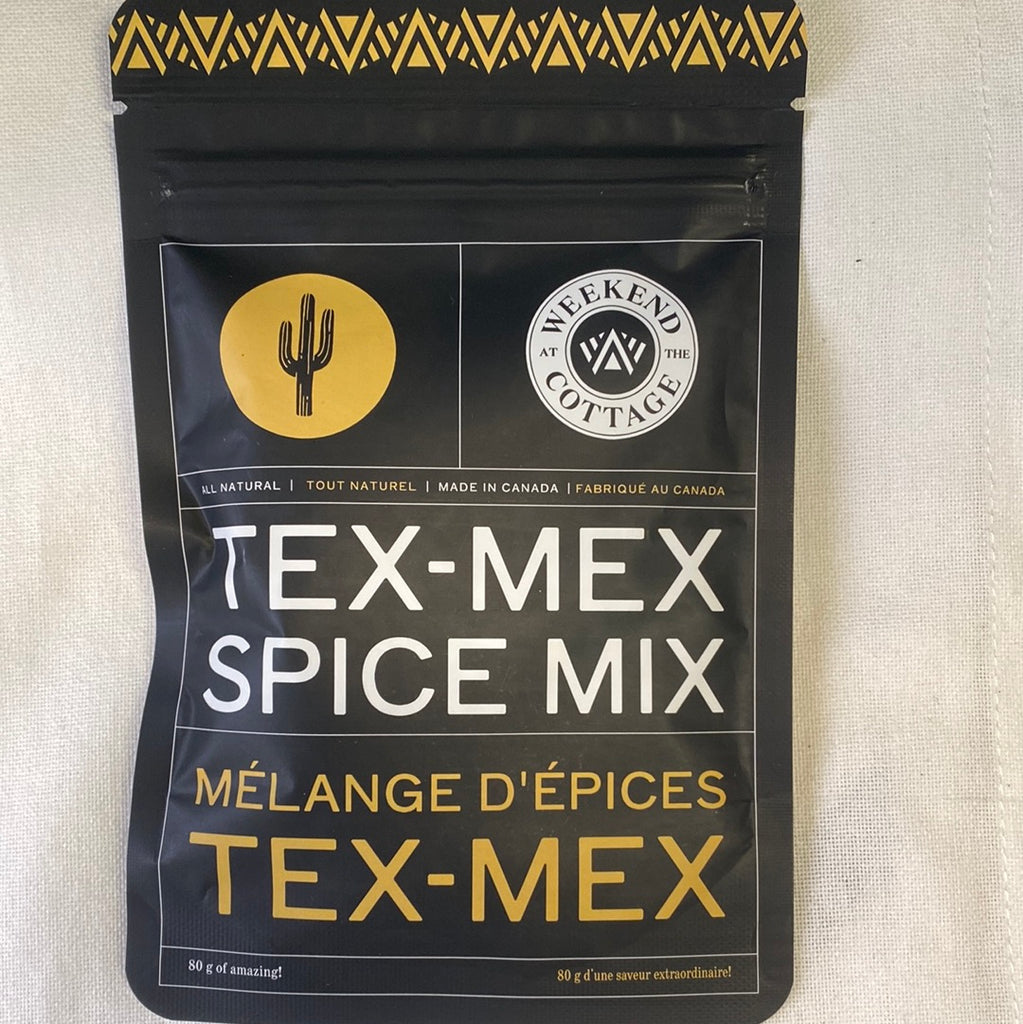 WEEKEND
AT THE
COTTAGE
ALL NATURAL | TOUT NATUREL | MADE IN CANADA | FABRIQUÉ AU CANADA
TEX-MEX
SPICE MIX
MÉLANGE D'ÉPICES
TEX-MEX
80 g of amazing!
80 g d'une saveur extraordinaire!